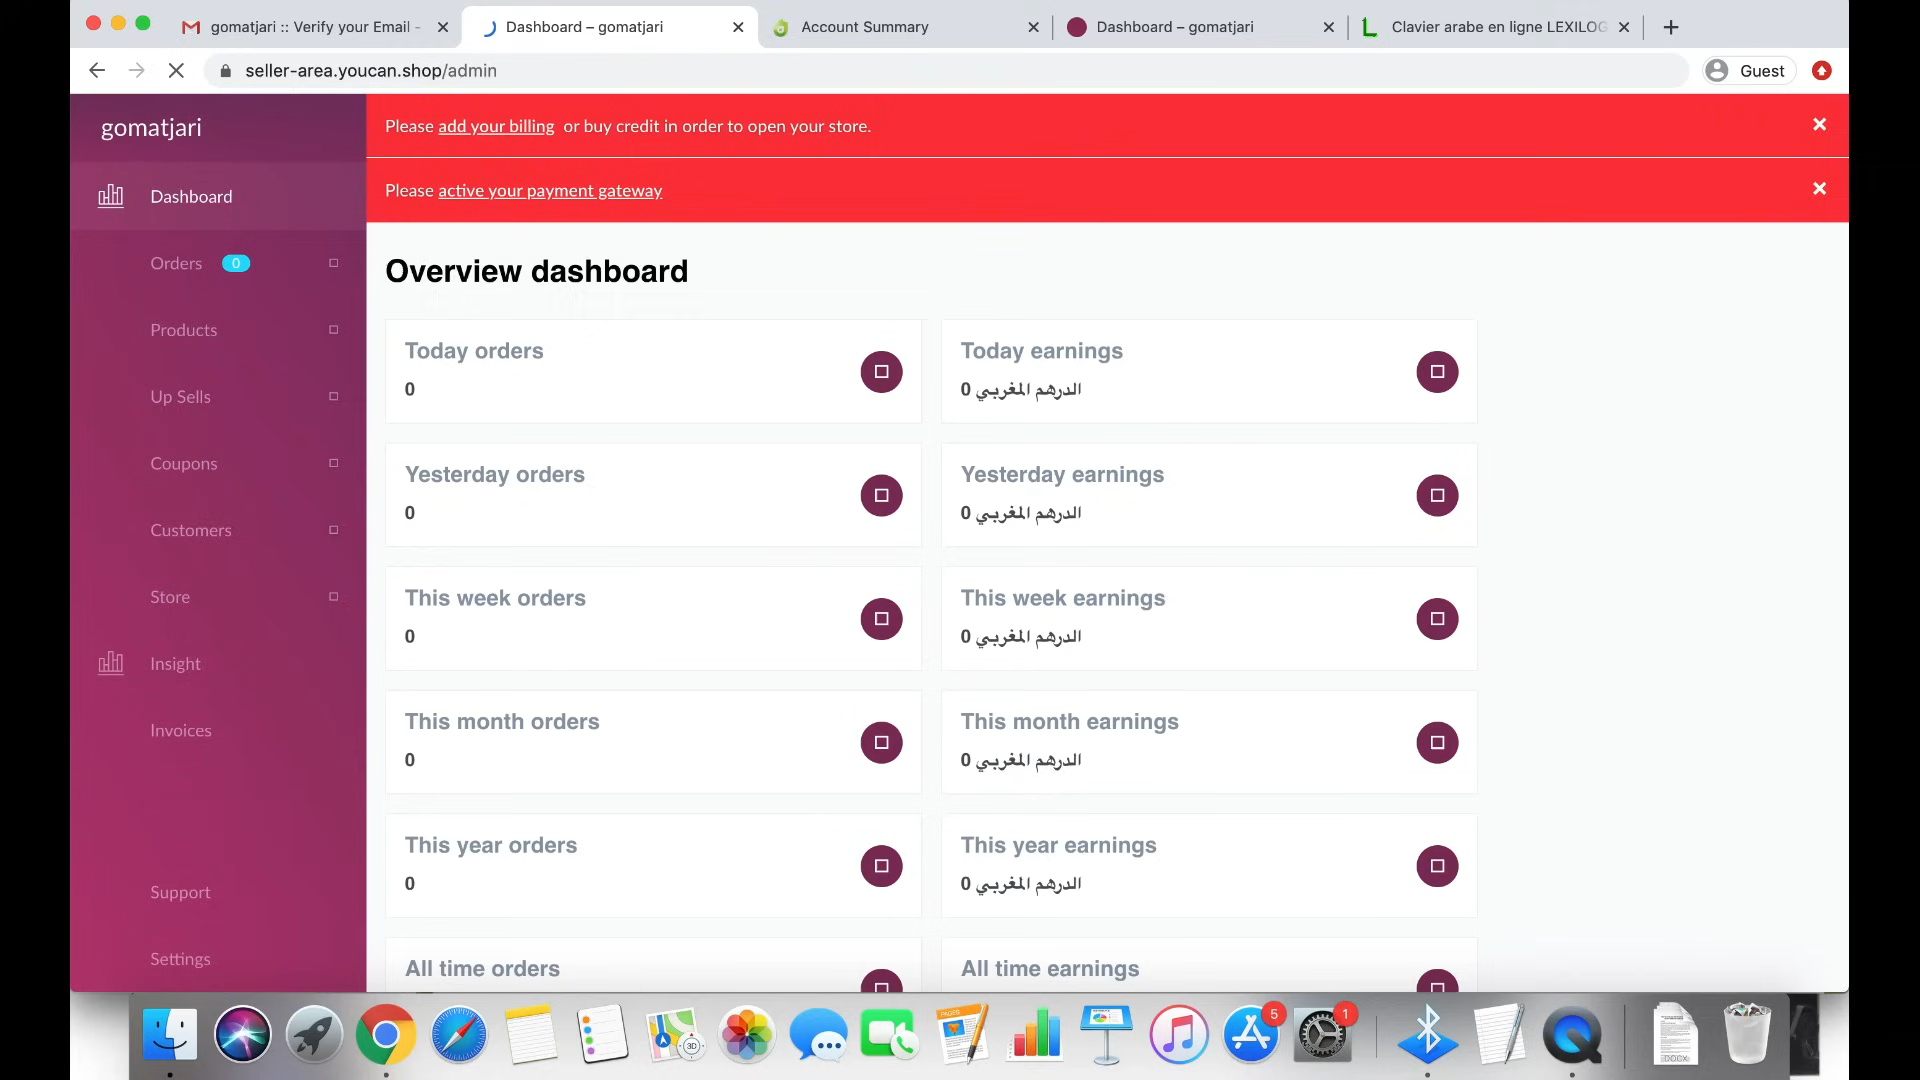 gomatjari :: Verify your Email -
Dashboard – gomatjari
Account Summary
Dashboard – gomatjari
Clavier arabe en ligne LEXILOG
seller-area.youcan.shop/admin
Guest
gomatjari
Dashboard
Orders 0
Products
Up Sells
Coupons
Customers
Store
Insight
Invoices
Support
Settings
Please add your billing or buy credit in order to open your store.
Please active your payment gateway
Overview dashboard
Today orders
0
Today earnings
0 الدرهم المغربي
Yesterday orders
0
Yesterday earnings
0 الدرهم المغربي
This week orders
0
This week earnings
0 الدرهم المغربي
This month orders
0
This month earnings
0 الدرهم المغربي
This year orders
0
This year earnings
0 الدرهم المغربي
All time orders
All time earnings
3D
PAGES
5
1
DOCX